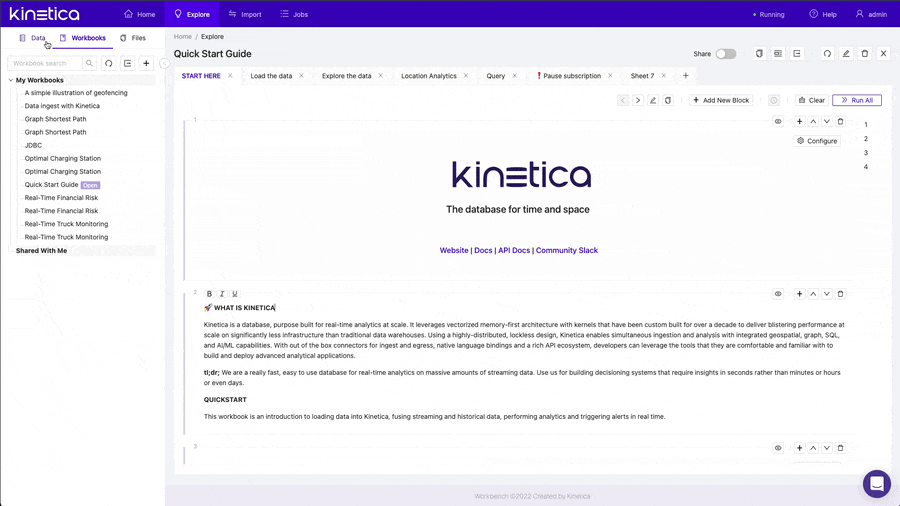 kinetica
Home
Explore
Import
Jobs
Running
Help
admin
Data
Workbooks
Files
Workbook search
My Workbooks
A simple illustration of geofencing
Data ingest with Kinetica
Graph Shortest Path
Graph Shortest Path
JDBC
Optimal Charging Station
Optimal Charging Station
Quick Start Guide Open
Real-Time Financial Risk
Real-Time Financial Risk
Real-Time Truck Monitoring
Real-Time Truck Monitoring
Shared With Me
Home / Explore
Quick Start Guide
Share
START HERE
Load the data
Explore the data
Location Analytics
Query
❗Pause subscription
Sheet 7
Add New Block
Clear
Run All
1
Configure
1
2
3
4
kinetica
The database for time and space
Website | Docs | API Docs | Community Slack
2
B I U
🚀 WHAT IS KINETICA
Kinetica is a database, purpose built for real-time analytics at scale. It leverages vectorized memory-first architecture with kernels that have been custom built for over a decade to deliver blistering performance at
scale on significantly less infrastructure than traditional data warehouses. Using a highly-distributed, lockless design, Kinetica enables simultaneous ingestion and analysis with integrated geospatial, graph, SQL,
and AI/ML capabilities. With out of the box connectors for ingest and egress, native language bindings and a rich API ecosystem, developers can leverage the tools that they are comfortable and familiar with to
build and deploy advanced analytical applications.
tl;dr; We are a really fast, easy to use database for real-time analytics on massive amounts of streaming data. Use us for building decisioning systems that require insights in seconds rather than minutes or hours
or even days.
QUICKSTART
This workbook is an introduction to loading data into Kinetica, fusing streaming and historical data, performing analytics and triggering alerts in real time.
3
Workbench ©2022 Created by Kinetica